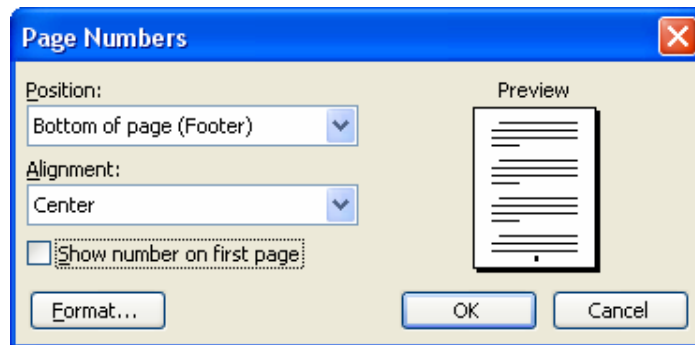 Page Numbers
Position:
Preview
Bottom of page (Footer)
Alignment:
Center
Show number on first page
Format...
OK
Cancel